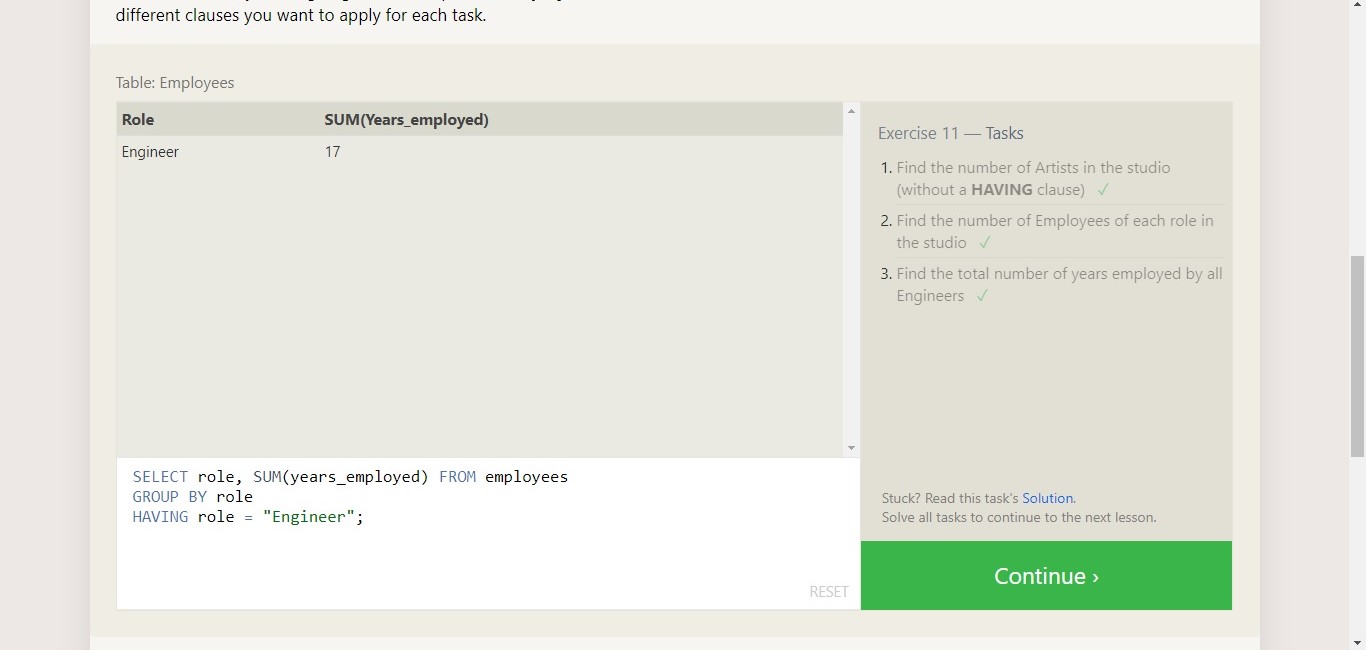 different clauses you want to apply for each task.
Table: Employees
Role SUM(Years_employed)
Engineer 17
SELECT role, SUM(years_employed) FROM employees
GROUP BY role
HAVING role = "Engineer";
RESET
Exercise 11 — Tasks
1. Find the number of Artists in the studio
(without a HAVING clause) ✓
2. Find the number of Employees of each role in
the studio ✓
3. Find the total number of years employed by all
Engineers ✓
Stuck? Read this task's Solution.
Solve all tasks to continue to the next lesson.
Continue ›